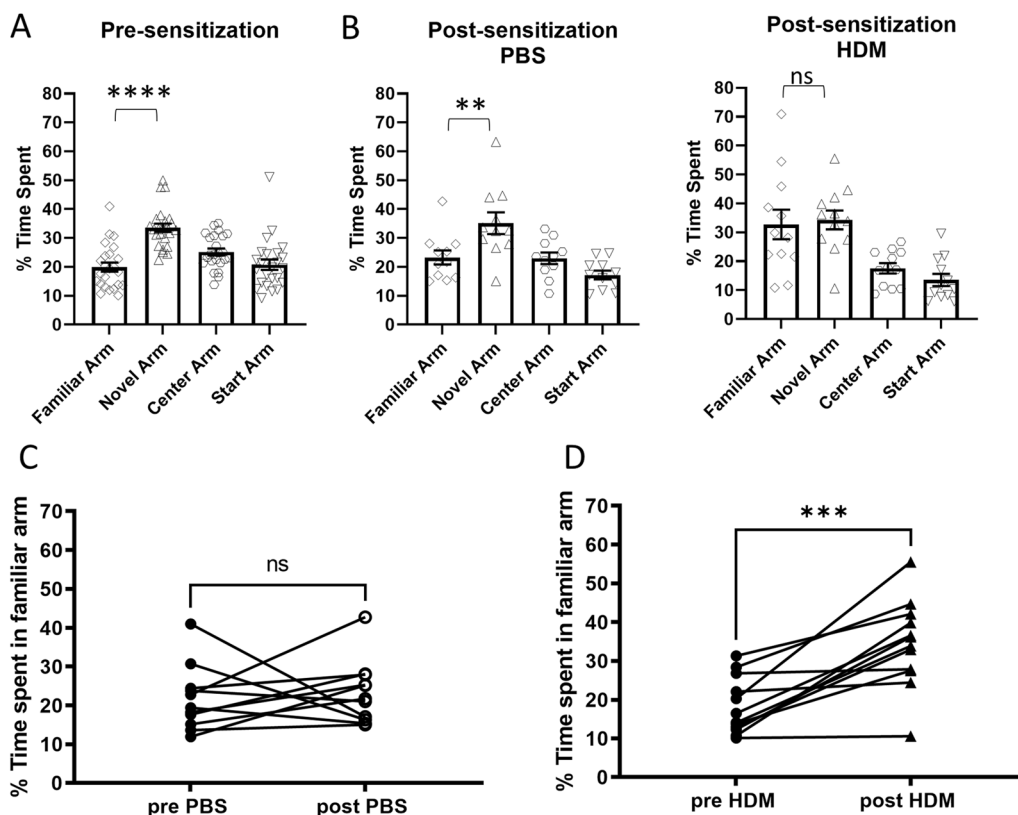 A
Pre-sensitization
****
80
70
60
50
40
30
20
10
0
% Time Spent
Familiar Arm
Novel Arm
Center Arm
Start Arm
B
Post-sensitization
PBS
**
80
70
60
50
40
30
20
10
0
% Time Spent
Familiar Arm
Novel Arm
Center Arm
Start Arm
Post-sensitization
HDM
ns
80
70
60
50
40
30
20
10
0
% Time Spent
Familiar Arm
Novel Arm
Center Arm
Start Arm
C
ns
70
60
50
40
30
20
10
0
% Time spent in familiar arm
pre PBS
post PBS
D
***
70
60
50
40
30
20
10
0
% Time spent in familiar arm
pre HDM
post HDM